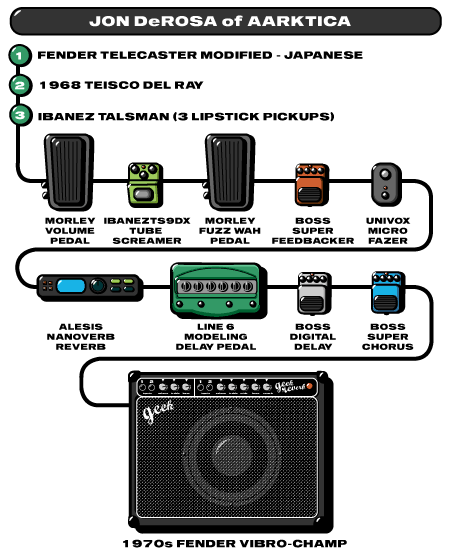 JON DeROSA of AARKTICA
1 FENDER TELECASTER MODIFIED - JAPANESE
2 1968 TEISCO DEL RAY
3 IBANEZ TALSMAN (3 LIPSTICK PICKUPS)
MORLEY
VOLUME
PEDAL
IBANEZTS9DX
TUBE
SCREAMER
MORLEY
FUZZ WAH
PEDAL
BOSS
SUPER
FEEDBACKER
UNIVOX
MICRO
FAZER
ALESIS
NANOVERB
REVERB
LINE 6
MODELING
DELAY PEDAL
BOSS
DIGITAL
DELAY
BOSS
SUPER
CHORUS
geek
reverb
geek
1970s FENDER VIBRO-CHAMP